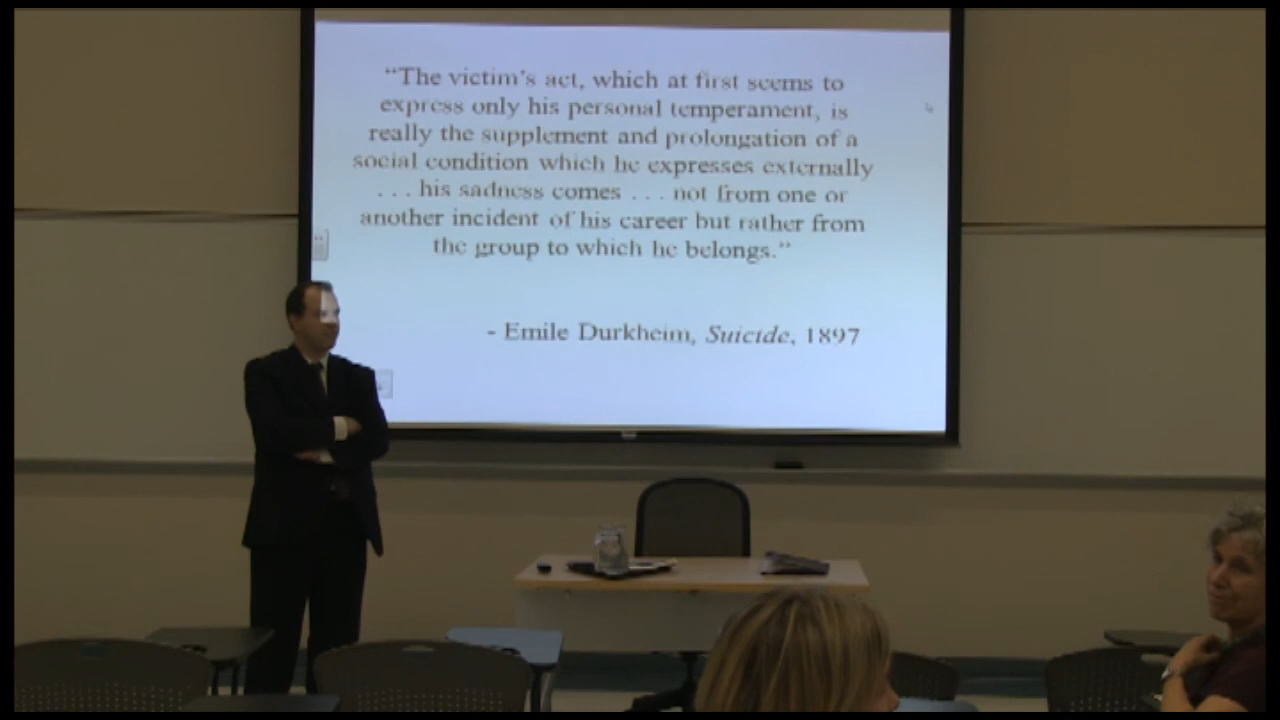 “The victim’s act, which at first seems to
express only his personal temperament, is
really the supplement and prolongation of a
social condition which he expresses externally
. . . his sadness comes . . . not from one or
another incident of his career but rather from
the group to which he belongs.”
- Emile Durkheim, Suicide, 1897